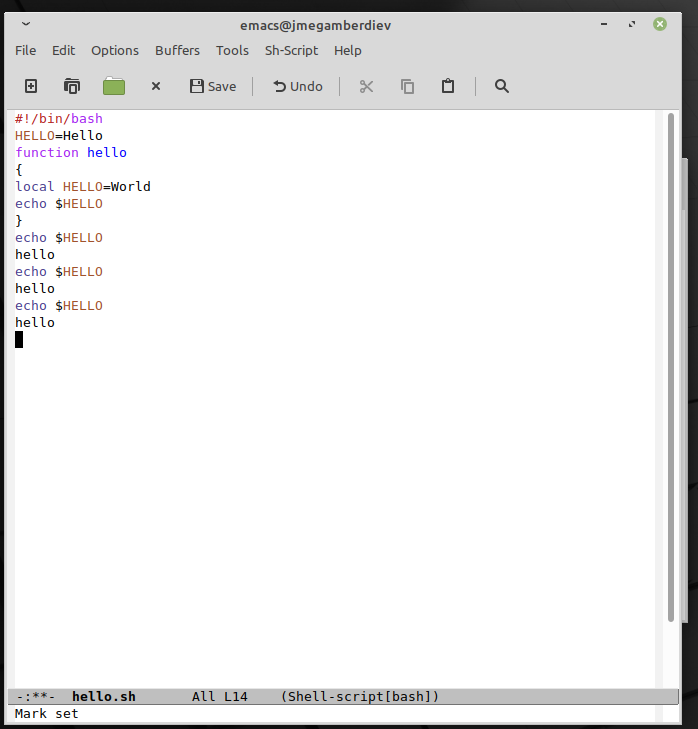 emacs@jmegamberdiev
File Edit Options Buffers Tools Sh-Script Help
Save Undo
#!/bin/bash
HELLO=Hello
function hello
{
local HELLO=World
echo $HELLO
}
echo $HELLO
hello
echo $HELLO
hello
echo $HELLO
hello
-:**- hello.sh All L14 (Shell-script[bash])
Mark set